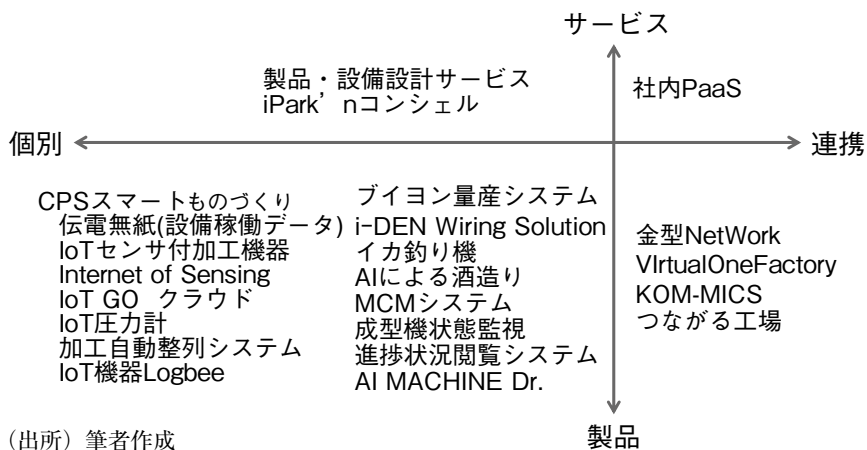 サービス
製品・設備設計サービス
iPark’nコンシェル
社内PaaS
個別
連携
CPSスマートものづくり
伝電無紙(設備稼働データ)
IoTセンサ付加工機器
Internet of Sensing
IoT GO クラウド
IoT圧力計
加工自動整列システム
IoT機器Logbee
ブイヨン量産システム
i-DEN Wiring Solution
イカ釣り機
AIによる酒造り
MCMシステム
成型機状態監視
進捗状況閲覧システム
AI MACHINE Dr.
金型NetWork
VIrtualOneFactory
KOM-MICS
つながる工場
製品
（出所）筆者作成